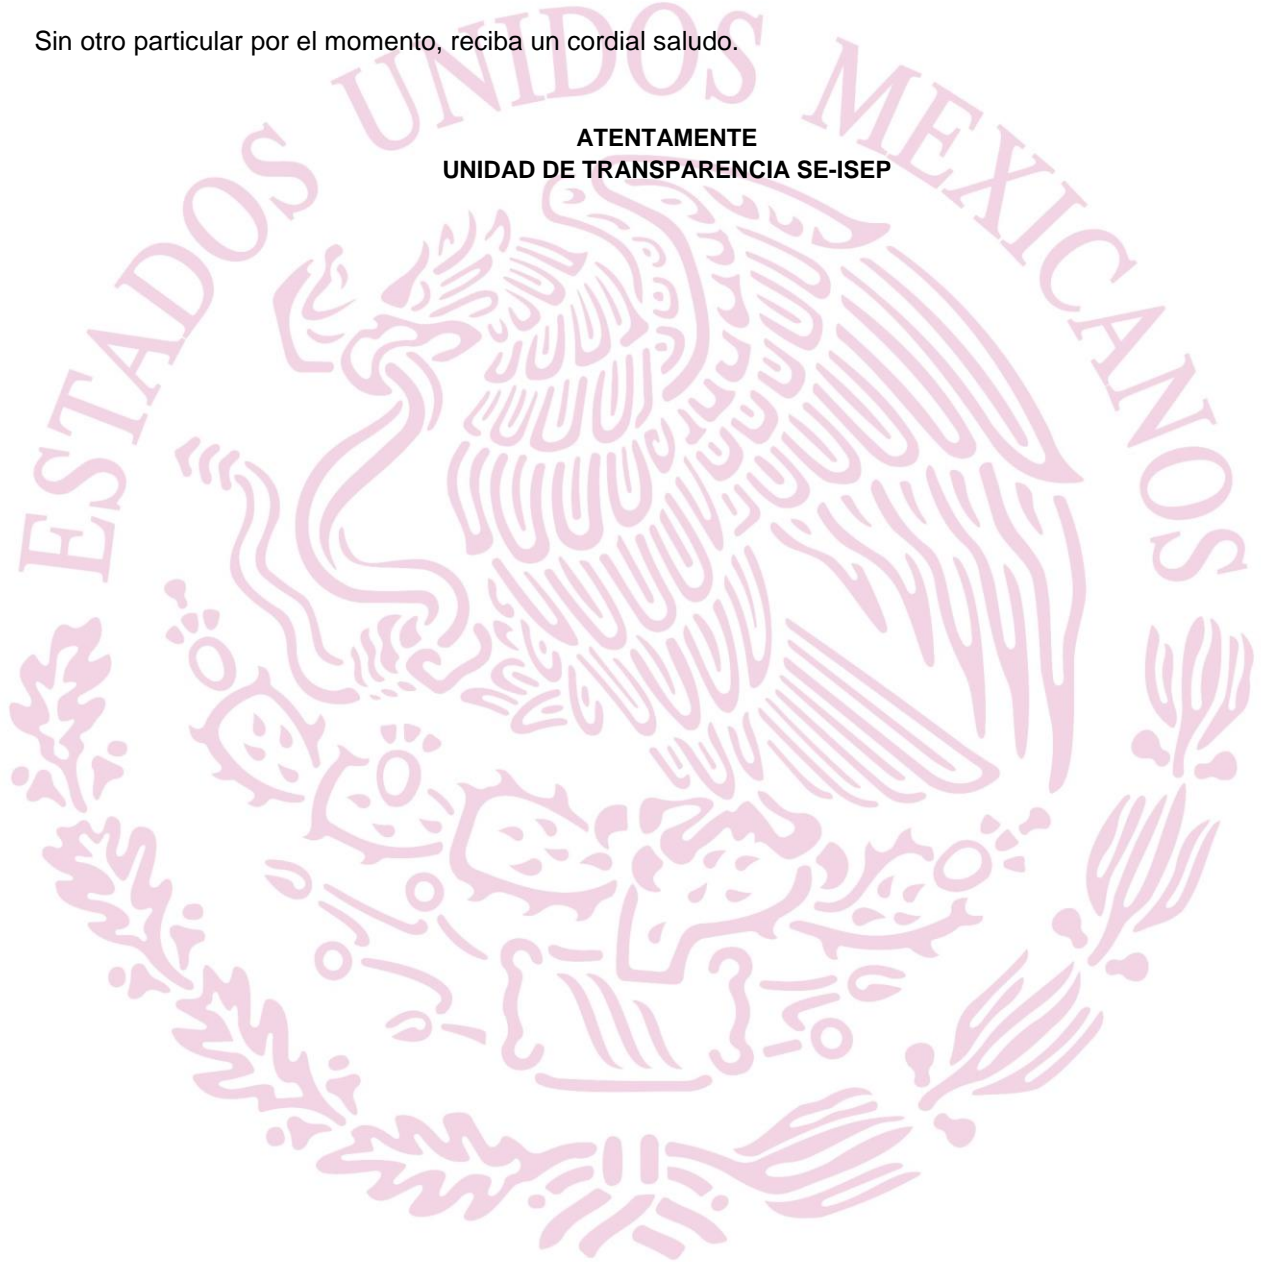 Sin otro particular por el momento, reciba un cordial saludo.
ATENTAMENTE
UNIDAD DE TRANSPARENCIA SE-ISEP
ESTADOS UNIDOS MEXICANOS